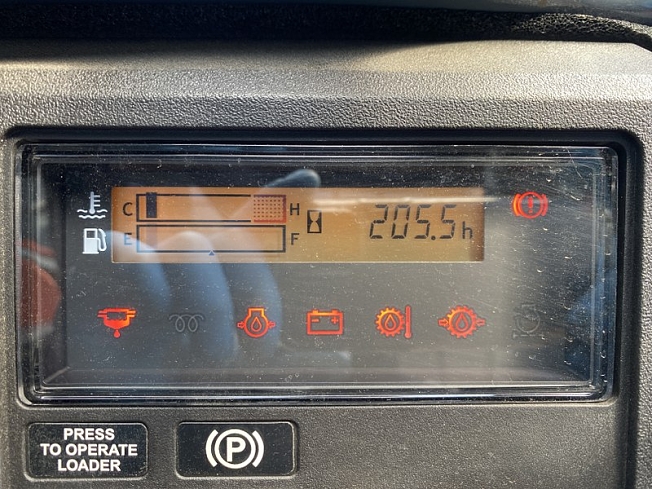 C H
E F
205.5h
PRESS
TO OPERATE
LOADER
P